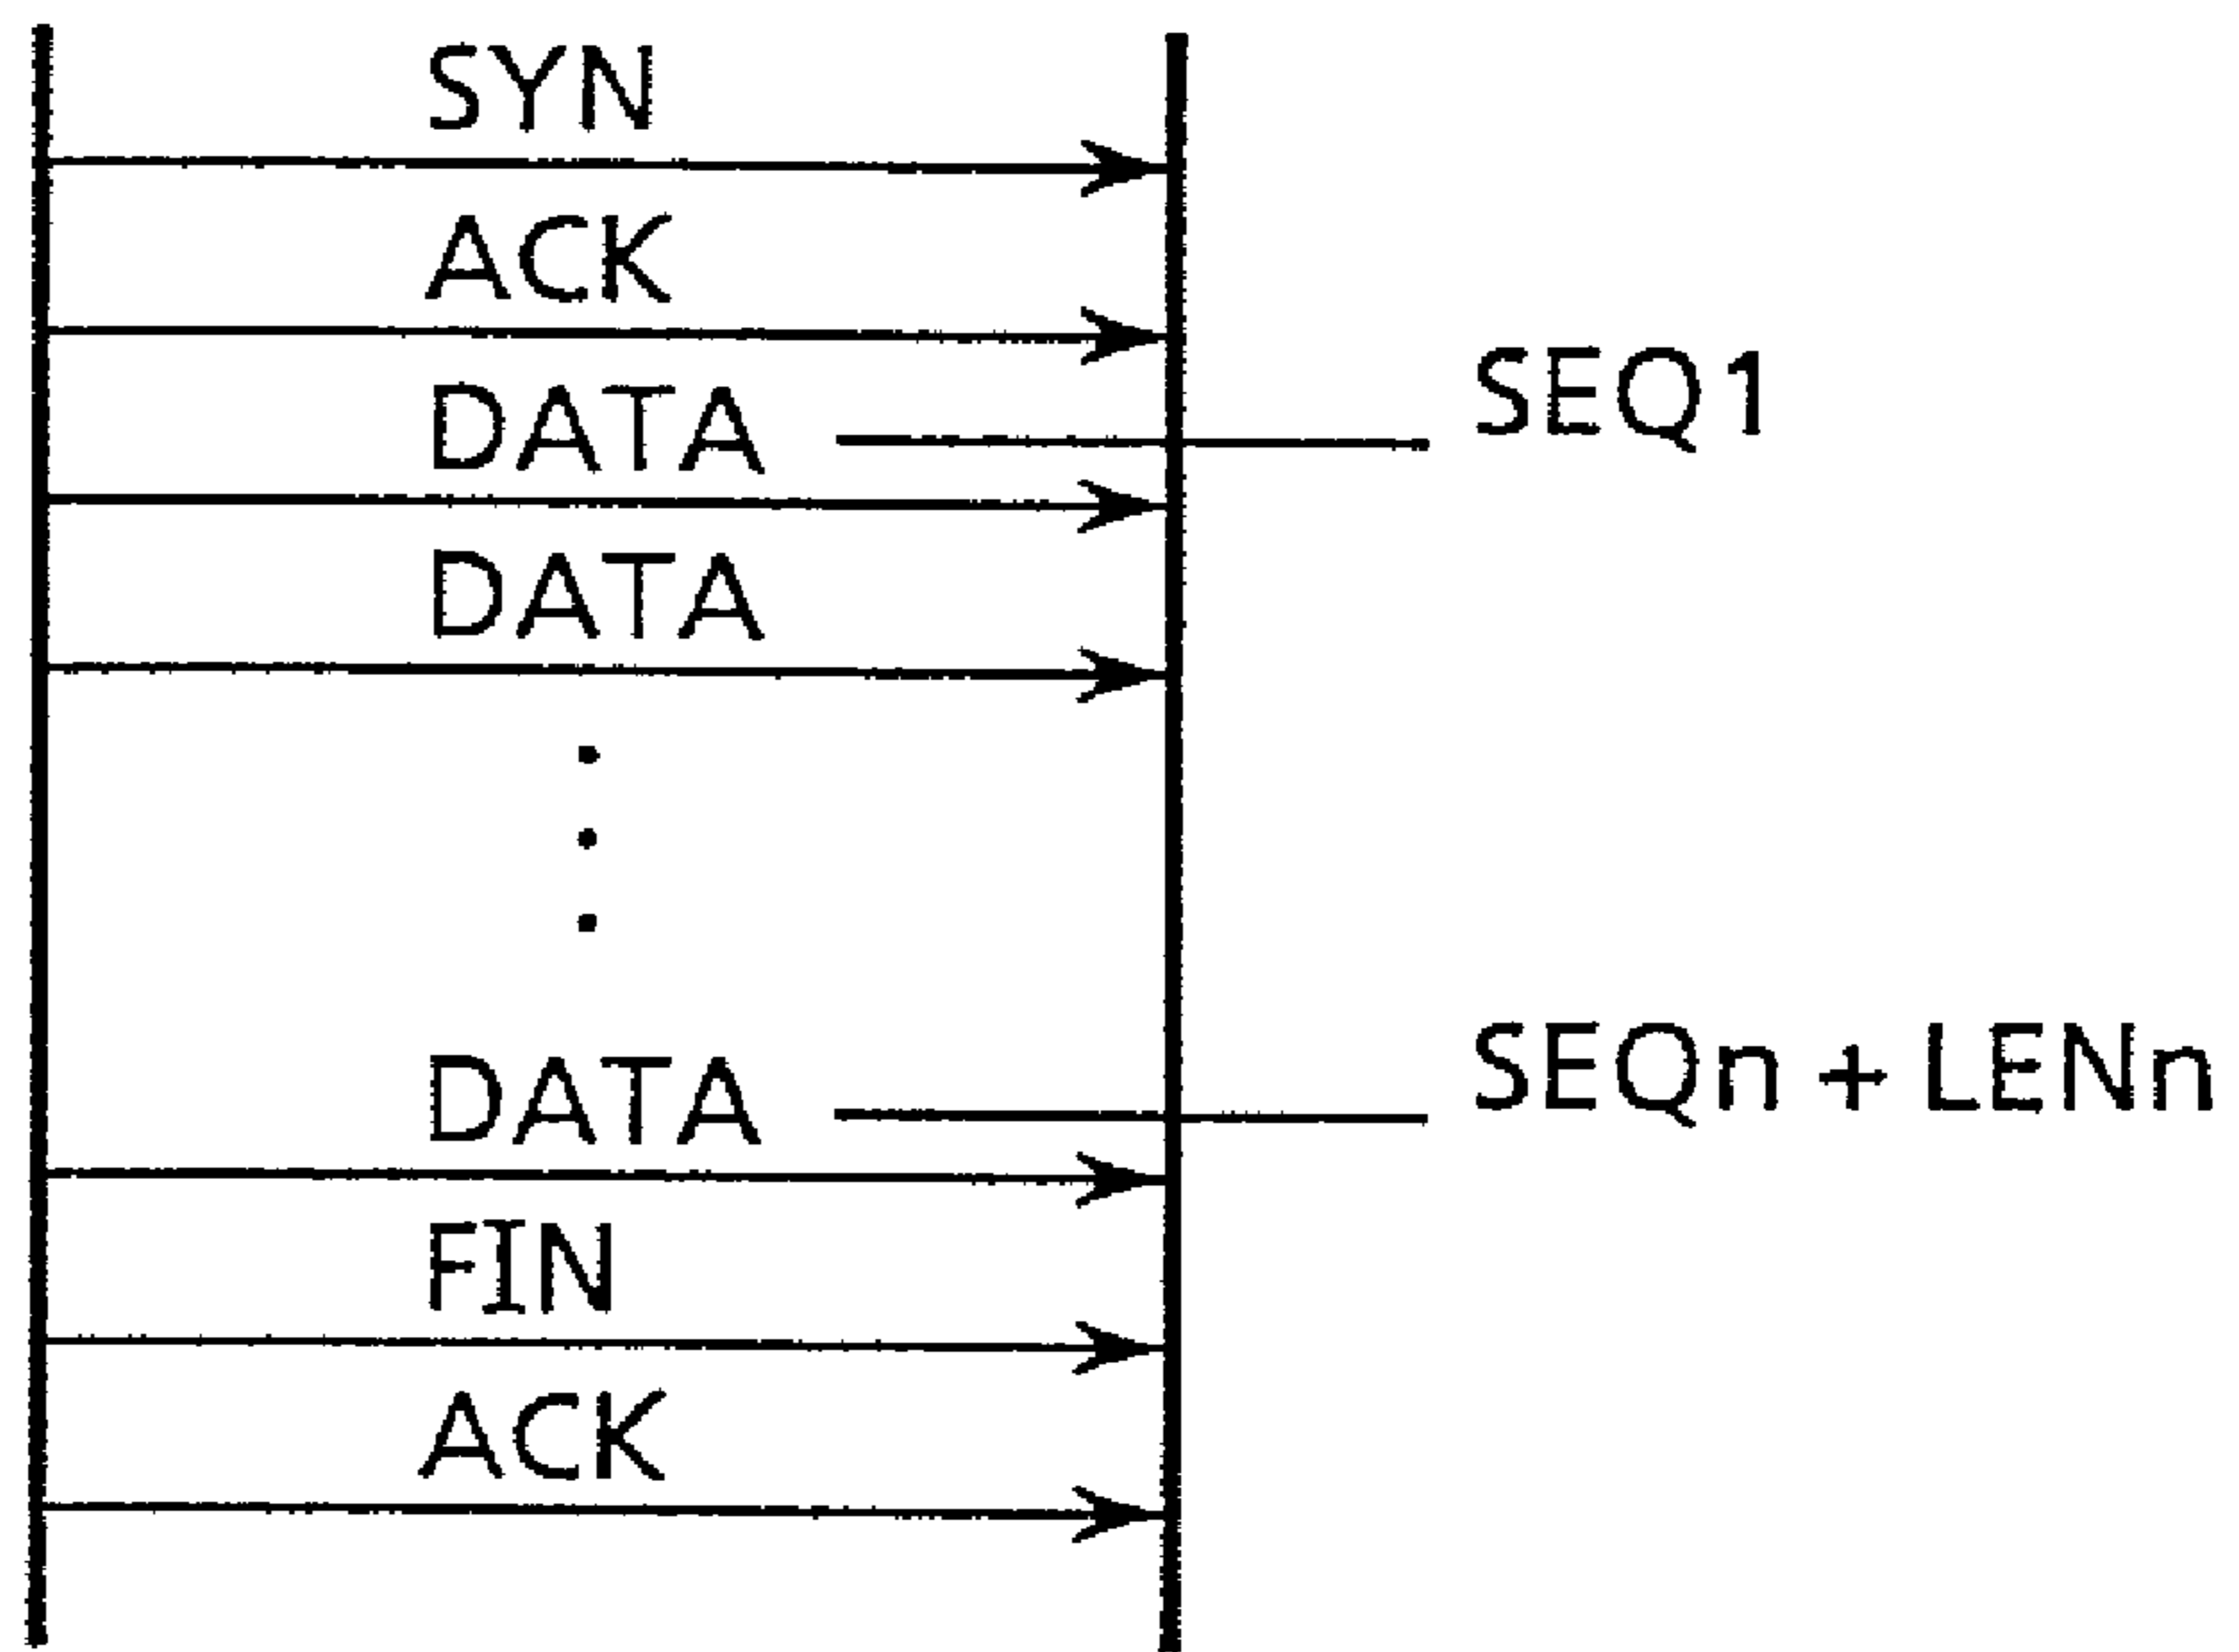 SYN
ACK
DATA
SEQ1
DATA
DATA
SEQn + LENn
FIN
ACK